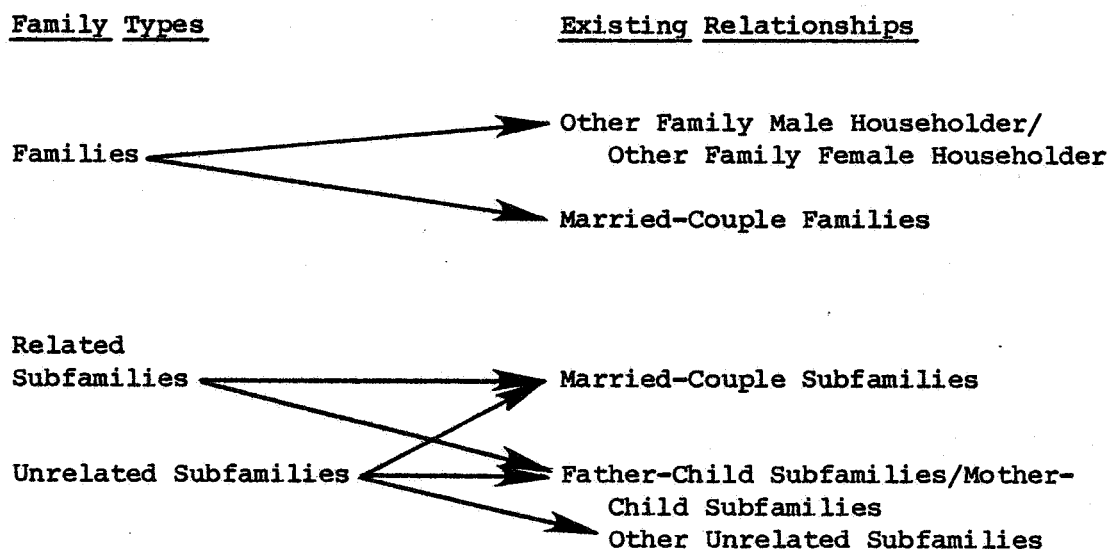 Family Types Existing Relationships
Other Family Male Householder/
Families
Other Family Female Householder
Married-Couple Families
Related
Subfamilies Married-Couple Subfamilies
Unrelated Subfamilies Father-Child Subfamilies/Mother-
Child Subfamilies
Other Unrelated Subfamilies